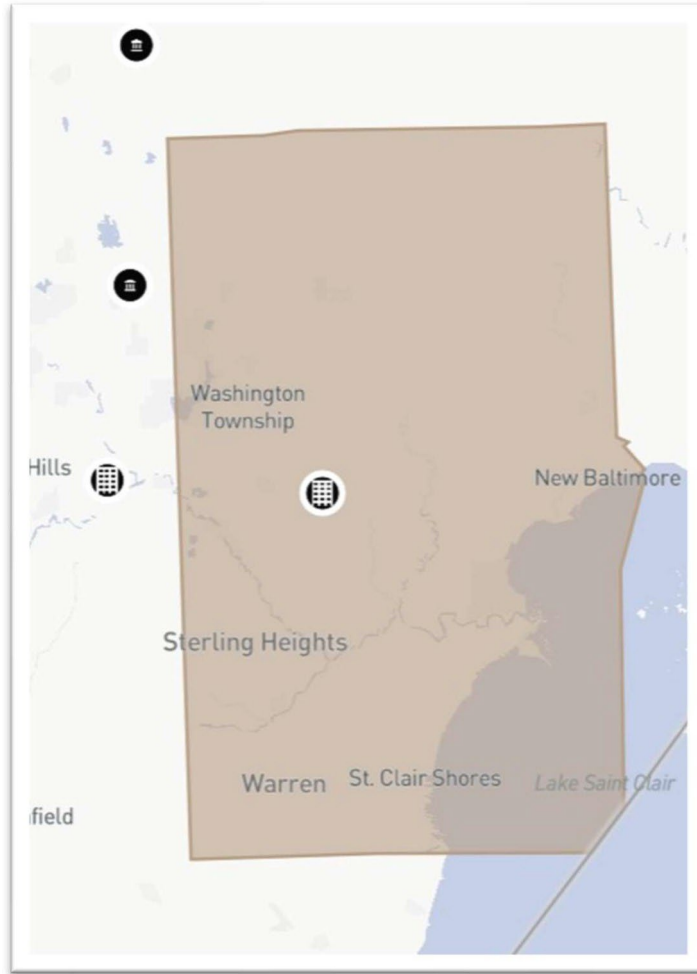 Washington
Township
Hills
New Baltimore
Sterling Heights
Warren
St. Clair Shores
Lake Saint Clair
field